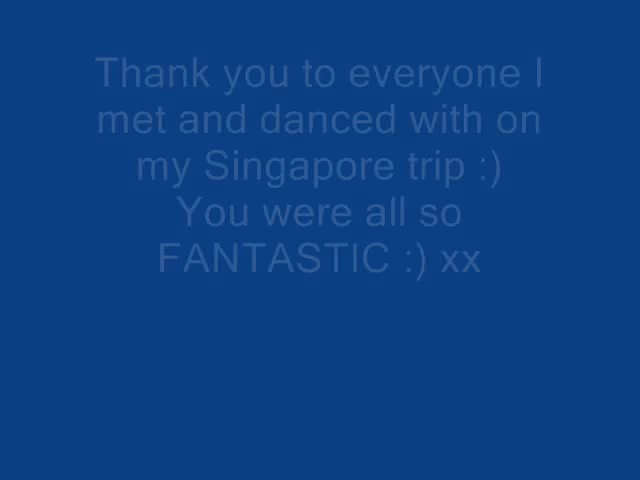 Thank you to everyone I
met and danced with on
my Singapore trip :)
You were all so
FANTASTIC :) xx